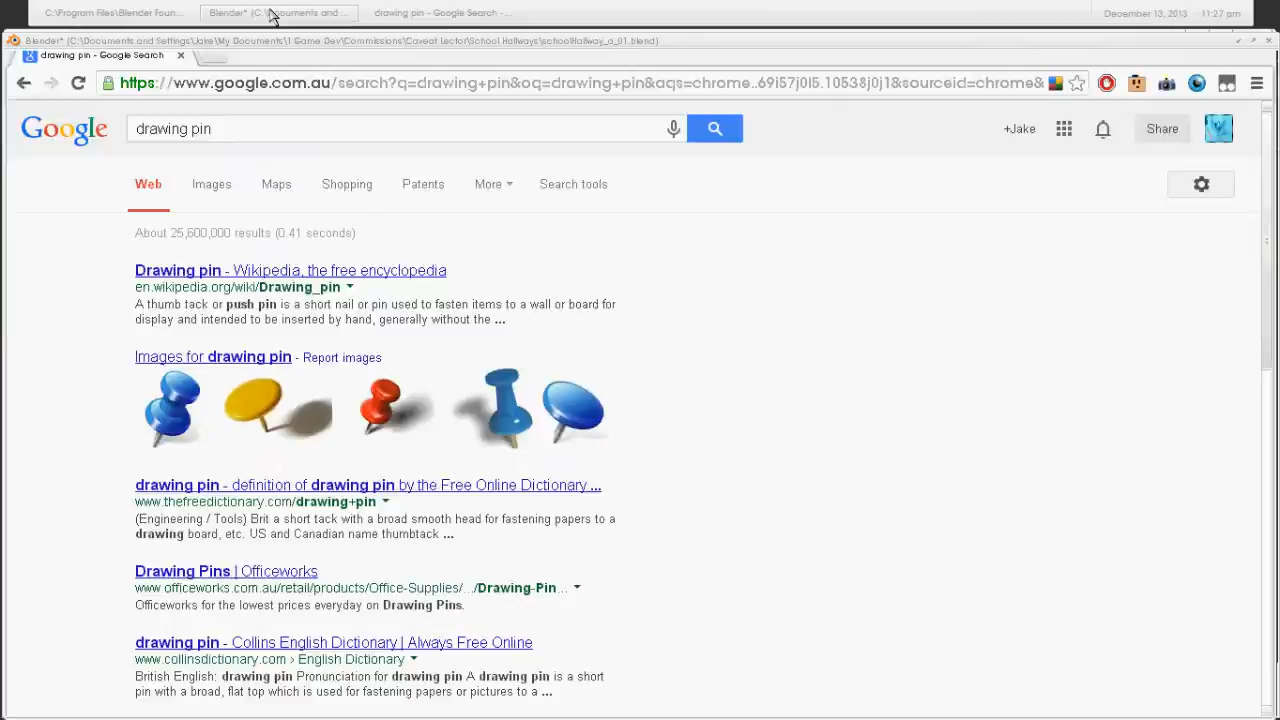 C:\Program Files\Blender Foun... Blender* [C:\Documents and ... drawing pin - Google Search -... December 13, 2013 11:27 pm
Blender* [C:\Documents and Settings\Jake\My Documents\1 Game Dev\Commissions\Caveat Lector\School Hallways\schoolHallway_a_01.blend]
drawing pin - Google Search
https://www.google.com.au/search?q=drawing+pin&oq=drawing+pin&aqs=chrome..69i57j0l5.10538j0j1&sourceid=chrome&
Google drawing pin +Jake Share
Web Images Maps Shopping Patents More Search tools
About 25,600,000 results (0.41 seconds)
Drawing pin - Wikipedia, the free encyclopedia
en.wikipedia.org/wiki/Drawing_pin
A thumb tack or push pin is a short nail or pin used to fasten items to a wall or board for
display and intended to be inserted by hand, generally without the ...
Images for drawing pin - Report images
drawing pin - definition of drawing pin by the Free Online Dictionary ...
www.thefreedictionary.com/drawing+pin
(Engineering / Tools) Brit a short tack with a broad smooth head for fastening papers to a
drawing board, etc. US and Canadian name thumbtack ...
Drawing Pins | Officeworks
www.officeworks.com.au/retail/products/Office-Supplies/.../Drawing-Pin...
Officeworks for the lowest prices everyday on Drawing Pins.
drawing pin - Collins English Dictionary | Always Free Online
www.collinsdictionary.com › English Dictionary
British English: drawing pin Pronunciation for drawing pin A drawing pin is a short
pin with a broad, flat top which is used for fastening papers or pictures to a ...